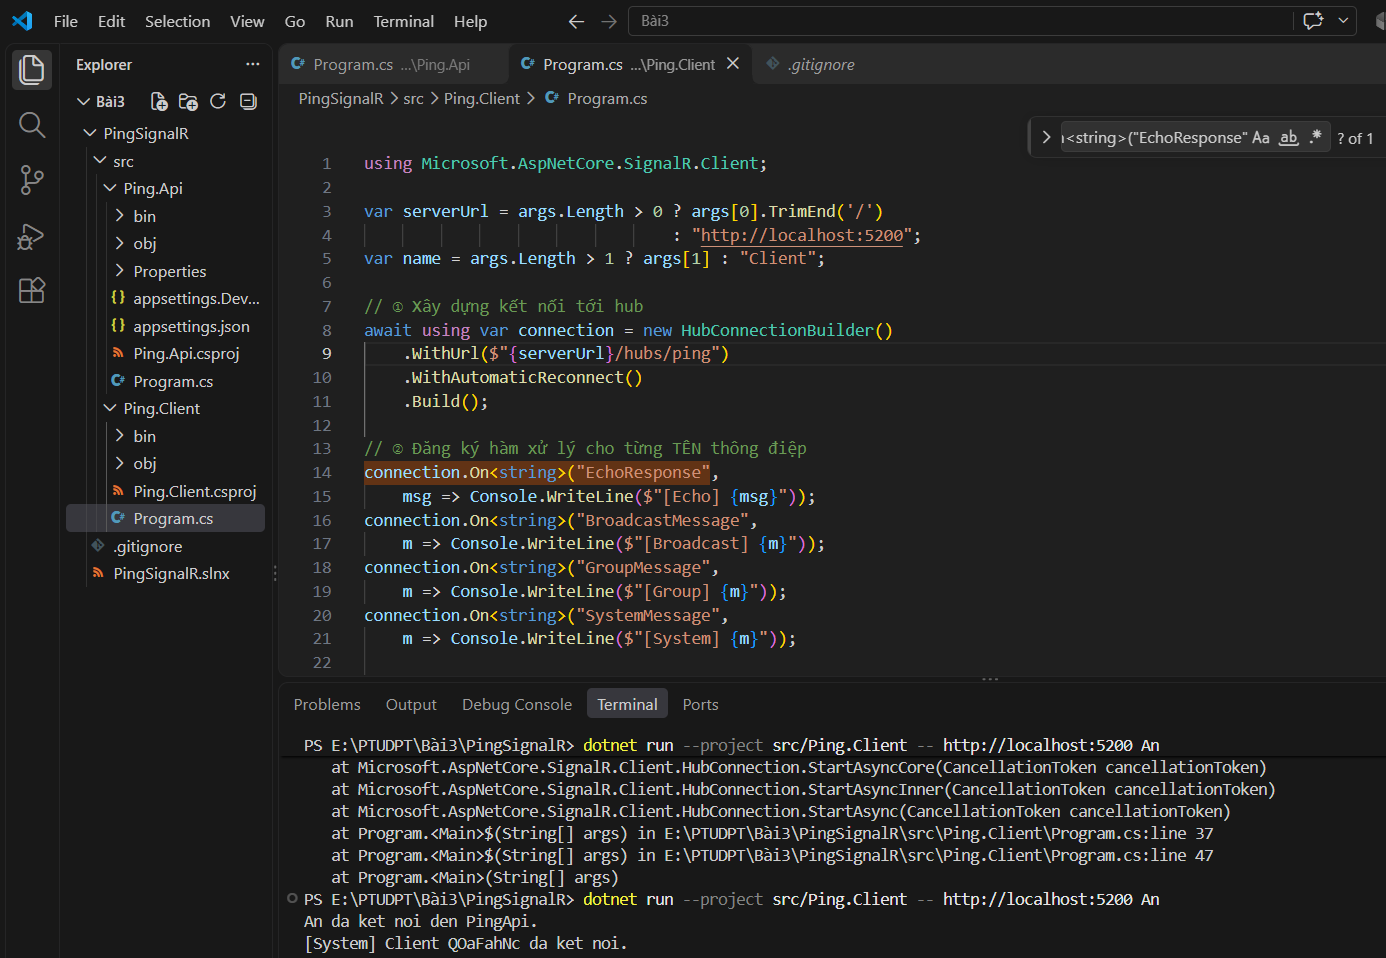 File Edit Selection View Go Run Terminal Help
Bài3
Explorer
Bài3
PingSignalR
src
Ping.Api
bin
obj
Properties
appsettings.Dev...
appsettings.json
Ping.Api.csproj
Program.cs
Ping.Client
bin
obj
Ping.Client.csproj
Program.cs
.gitignore
PingSignalR.slnx
Program.cs ...\Ping.Api
Program.cs ...\Ping.Client
.gitignore
PingSignalR > src > Ping.Client > Program.cs
<string>("EchoResponse" Aa ab .* ? of 1
1 using Microsoft.AspNetCore.SignalR.Client;
2
3 var serverUrl = args.Length > 0 ? args[0].TrimEnd('/')
4 : "http://localhost:5200";
5 var name = args.Length > 1 ? args[1] : "Client";
6
7 // ① Xây dựng kết nối tới hub
8 await using var connection = new HubConnectionBuilder()
9 .WithUrl($"{serverUrl}/hubs/ping")
10 .WithAutomaticReconnect()
11 .Build();
12
13 // ② Đăng ký hàm xử lý cho từng TÊN thông điệp
14 connection.On<string>("EchoResponse",
15 msg => Console.WriteLine($"[Echo] {msg}"));
16 connection.On<string>("BroadcastMessage",
17 m => Console.WriteLine($"[Broadcast] {m}"));
18 connection.On<string>("GroupMessage",
19 m => Console.WriteLine($"[Group] {m}"));
20 connection.On<string>("SystemMessage",
21 m => Console.WriteLine($"[System] {m}"));
22
Problems Output Debug Console Terminal Ports
PS E:\PTUDPT\Bài3\PingSignalR> dotnet run --project src/Ping.Client -- http://localhost:5200 An
at Microsoft.AspNetCore.SignalR.Client.HubConnection.StartAsyncCore(CancellationToken cancellationToken)
at Microsoft.AspNetCore.SignalR.Client.HubConnection.StartAsyncInner(CancellationToken cancellationToken)
at Microsoft.AspNetCore.SignalR.Client.HubConnection.StartAsync(CancellationToken cancellationToken)
at Program.<Main>$(String[] args) in E:\PTUDPT\Bài3\PingSignalR\src\Ping.Client\Program.cs:line 37
at Program.<Main>$(String[] args) in E:\PTUDPT\Bài3\PingSignalR\src\Ping.Client\Program.cs:line 47
at Program.<Main>(String[] args)
PS E:\PTUDPT\Bài3\PingSignalR> dotnet run --project src/Ping.Client -- http://localhost:5200 An
An da ket noi den PingApi.
[System] Client QOaFahNc da ket noi.